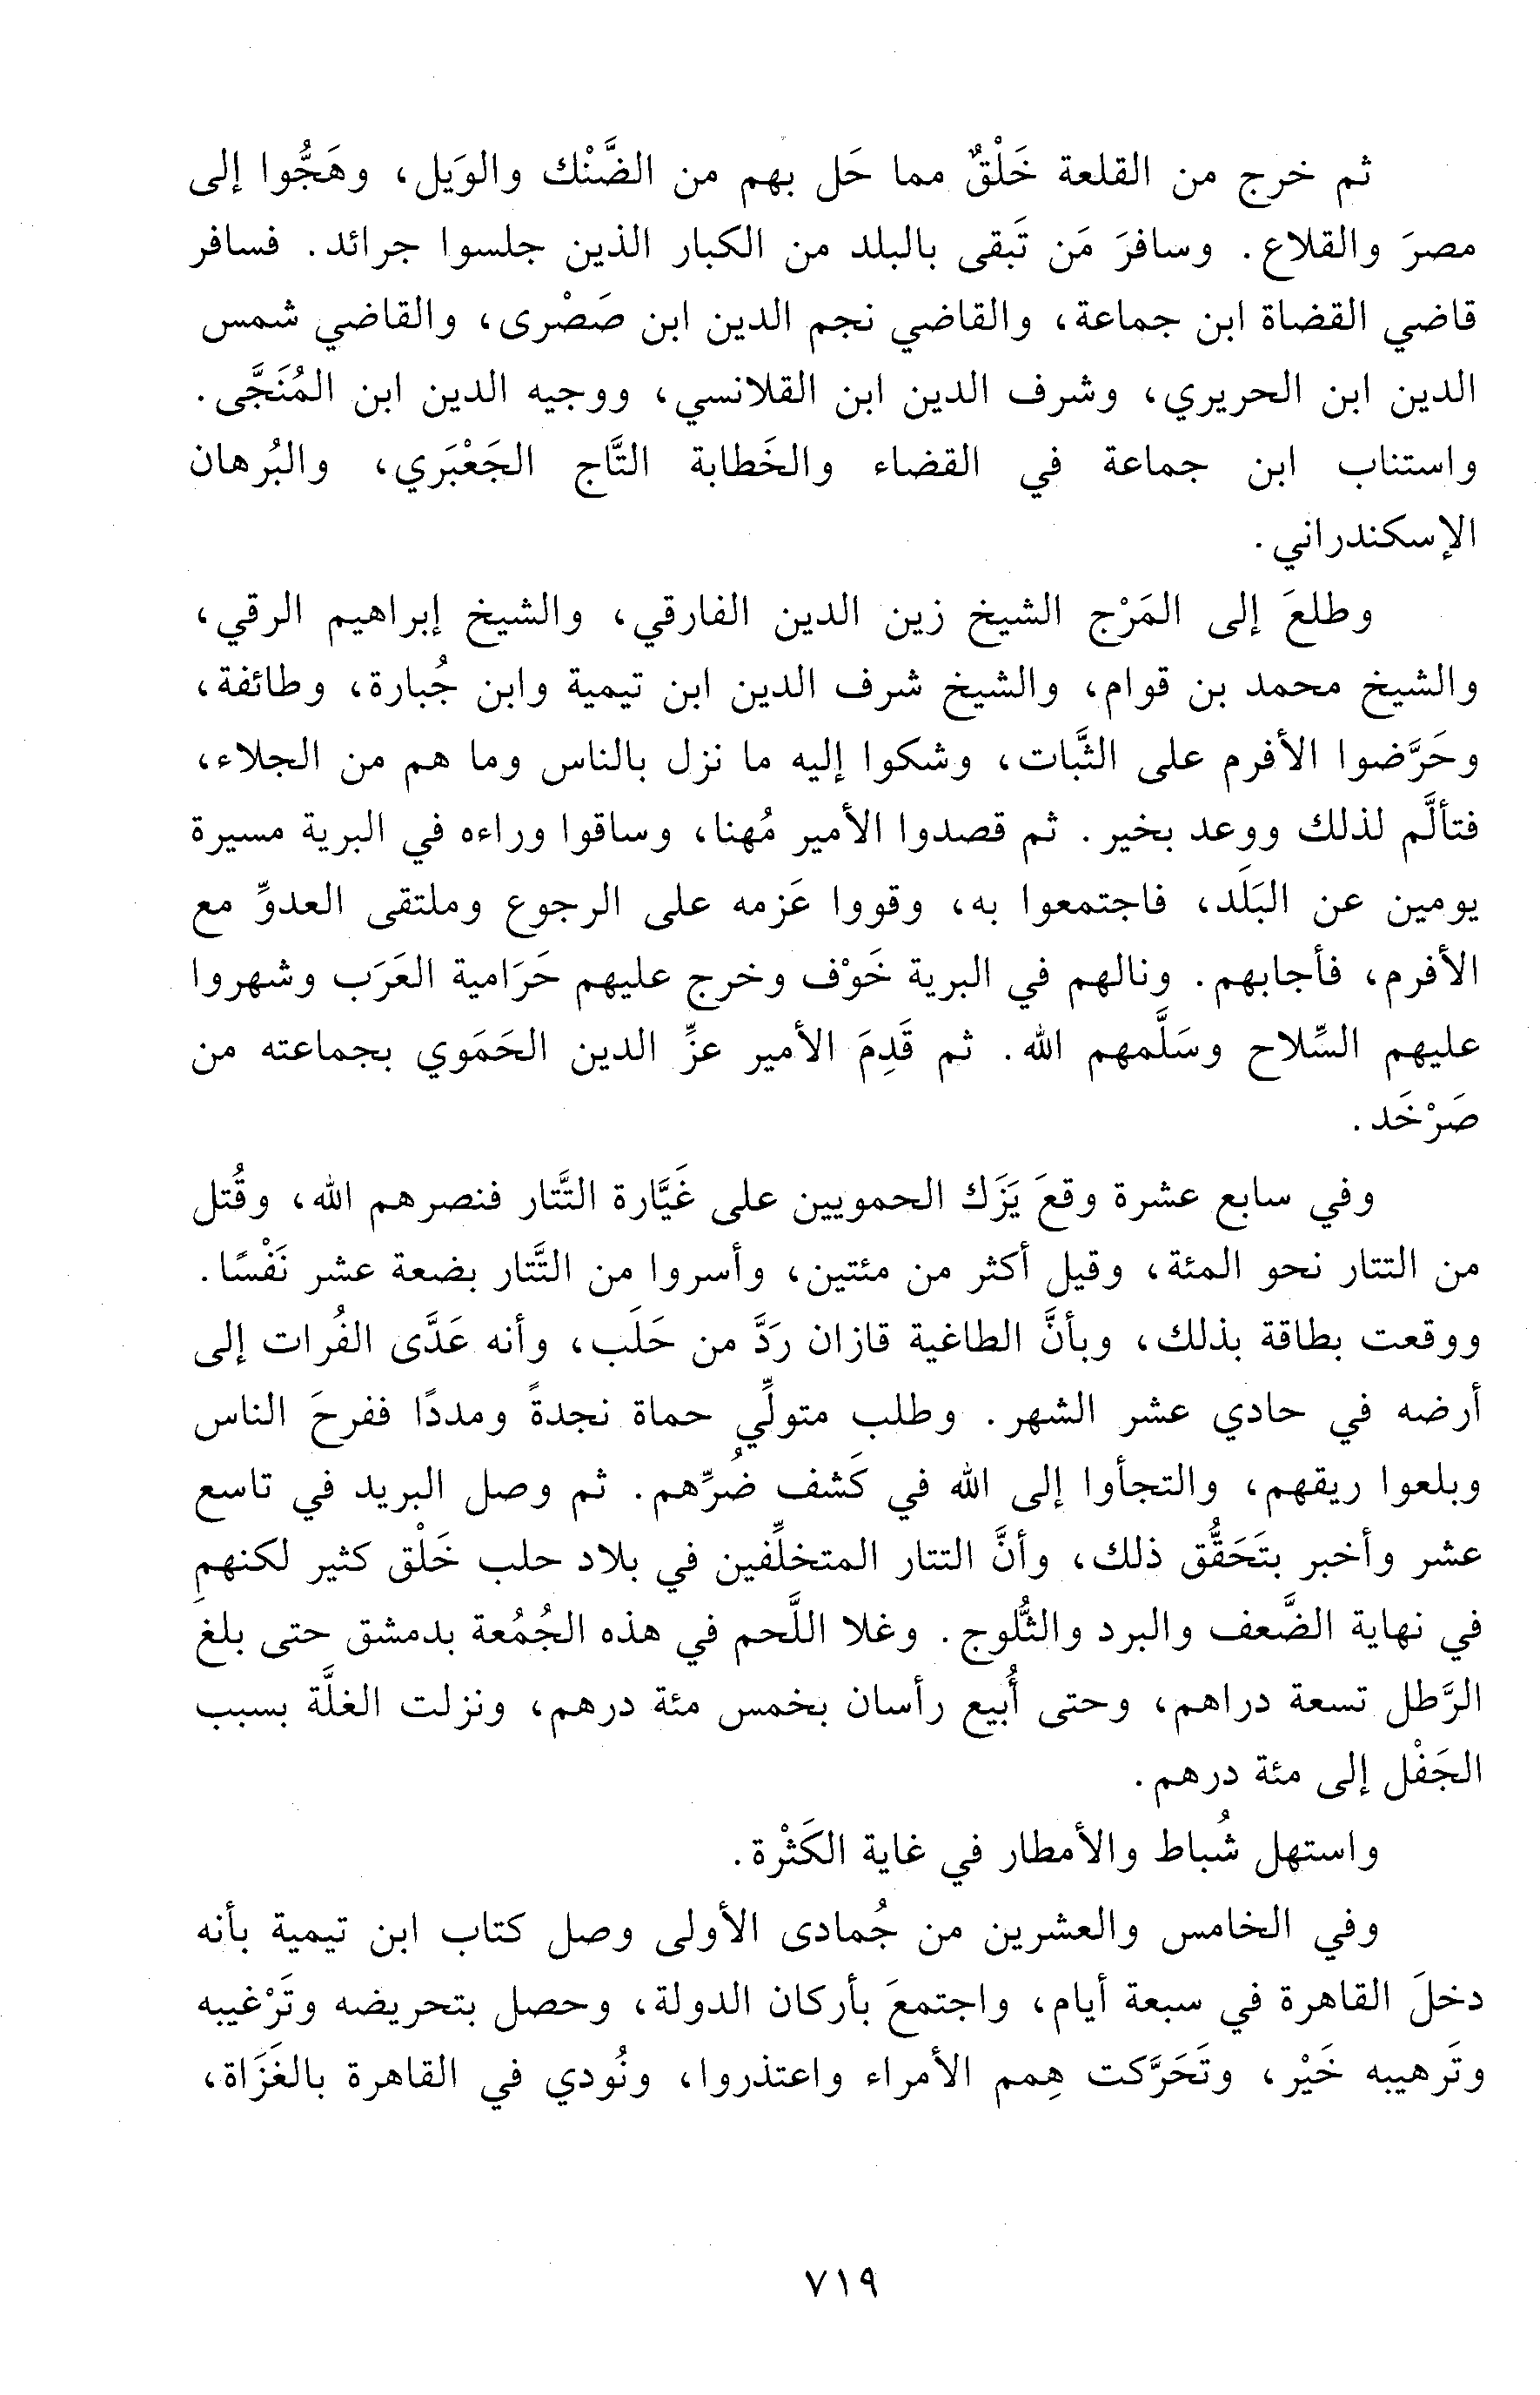 ثم خرج من القلعة خَلْقٌ مما حَل بهم من الضَّنْك والوَيل، وهَجُّوا إلى
مصرَ والقلاع. وسافرَ مَن تَبقى بالبلد من الكبار الذين جلسوا جرائد. فسافر
قاضي القضاة ابن جماعة، والقاضي نجم الدين ابن صَصْرى، والقاضي شمس
الدين ابن الحريري، وشرف الدين ابن القلانسي، ووجيه الدين ابن المُنَجَّى.
واستناب ابن جماعة في القضاء والخَطابة التَّاج الجَعْبَري، والبُرهان
الإسكندراني.
وطلعَ إلى المَرْج الشيخ زين الدين الفارقي، والشيخ إبراهيم الرقي،
والشيخ محمد بن قوام، والشيخ شرف الدين ابن تيمية وابن جُبارة، وطائفة،
وحَرَّضوا الأفرم على الثَّبات، وشكوا إليه ما نزل بالناس وما هم من الجلاء،
فتألَّم لذلك ووعد بخير. ثم قصدوا الأمير مُهنا، وساقوا وراءه في البرية مسيرة
يومين عن البَلَد، فاجتمعوا به، وقووا عَزمه على الرجوع وملتقى العدوِّ مع
الأفرم، فأجابهم. ونالهم في البرية خَوْف وخرج عليهم حَرَامية العَرَب وشهروا
عليهم السِّلاح وسَلَّمهم الله. ثم قَدِمَ الأمير عزِّ الدين الحَمَوي بجماعته من
صَرْخَد.
وفي سابع عشرة وقعَ يَزَك الحمويين على غَيَّارة التَّتار فنصرهم الله، وقُتل
من التتار نحو المئة، وقيل أكثر من مئتين، وأسروا من التَّتار بضعة عشر نَفْسًا.
ووقعت بطاقة بذلك، وبأنَّ الطاغية قازان رَدَّ من حَلَب، وأنه عَدَّى الفُرات إلى
أرضه في حادي عشر الشهر. وطلب متولِّي حماة نجدةً ومددًا ففرحَ الناس
وبلعوا ريقهم، والتجأوا إلى الله في كَشف ضُرِّهم. ثم وصل البريد في تاسع
عشر وأخبر بتَحَقُّق ذلك، وأنَّ التتار المتخلِّفين في بلاد حلب خَلْق كثير لكنهم
في نهاية الضَّعف والبرد والثُّلوج. وغلا اللَّحم في هذه الجُمُعة بدمشق حتى بلغ
الرَّطل تسعة دراهم، وحتى أُبيع رأسان بخمس مئة درهم، ونزلت الغلَّة بسبب
الجَفْل إلى مئة درهم.
واستهل شُباط والأمطار في غاية الكَثْرة.
وفي الخامس والعشرين من جُمادى الأولى وصل كتاب ابن تيمية بأنه
دخلَ القاهرة في سبعة أيام، واجتمعَ بأركان الدولة، وحصل بتحريضه وتَرْغيبه
وتَرهيبه خَيْر، وتَحَرَّكت هِمم الأمراء واعتذروا، ونُودي في القاهرة بالغَزَاة،
٧١٩